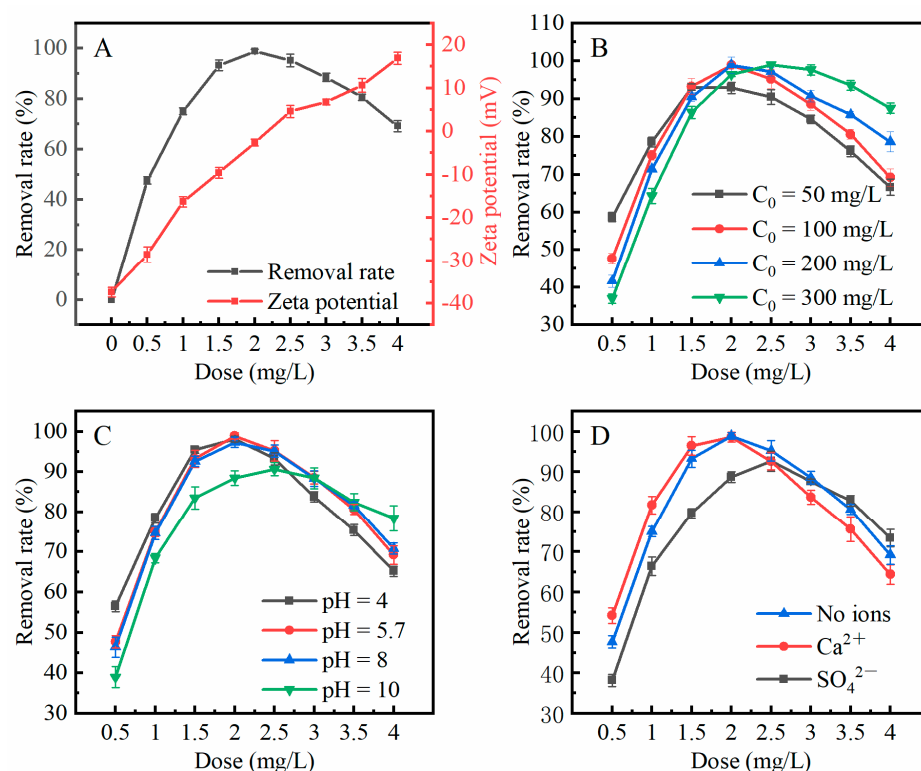 A
Removal rate (%)
100
80
60
40
20
0
20
10
0
-10
-20
-30
-40
Zeta potential (mV)
Removal rate
Zeta potential
0 0.5 1 1.5 2 2.5 3 3.5 4
Dose (mg/L)
B
Removal rate (%)
110
100
90
80
70
60
50
40
30
C₀ = 50 mg/L
C₀ = 100 mg/L
C₀ = 200 mg/L
C₀ = 300 mg/L
0.5 1 1.5 2 2.5 3 3.5 4
Dose (mg/L)
C
Removal rate (%)
100
90
80
70
60
50
40
30
pH = 4
pH = 5.7
pH = 8
pH = 10
0.5 1 1.5 2 2.5 3 3.5 4
Dose (mg/L)
D
Removal rate (%)
100
90
80
70
60
50
40
30
No ions
Ca²⁺
SO₄²⁻
0.5 1 1.5 2 2.5 3 3.5 4
Dose (mg/L)